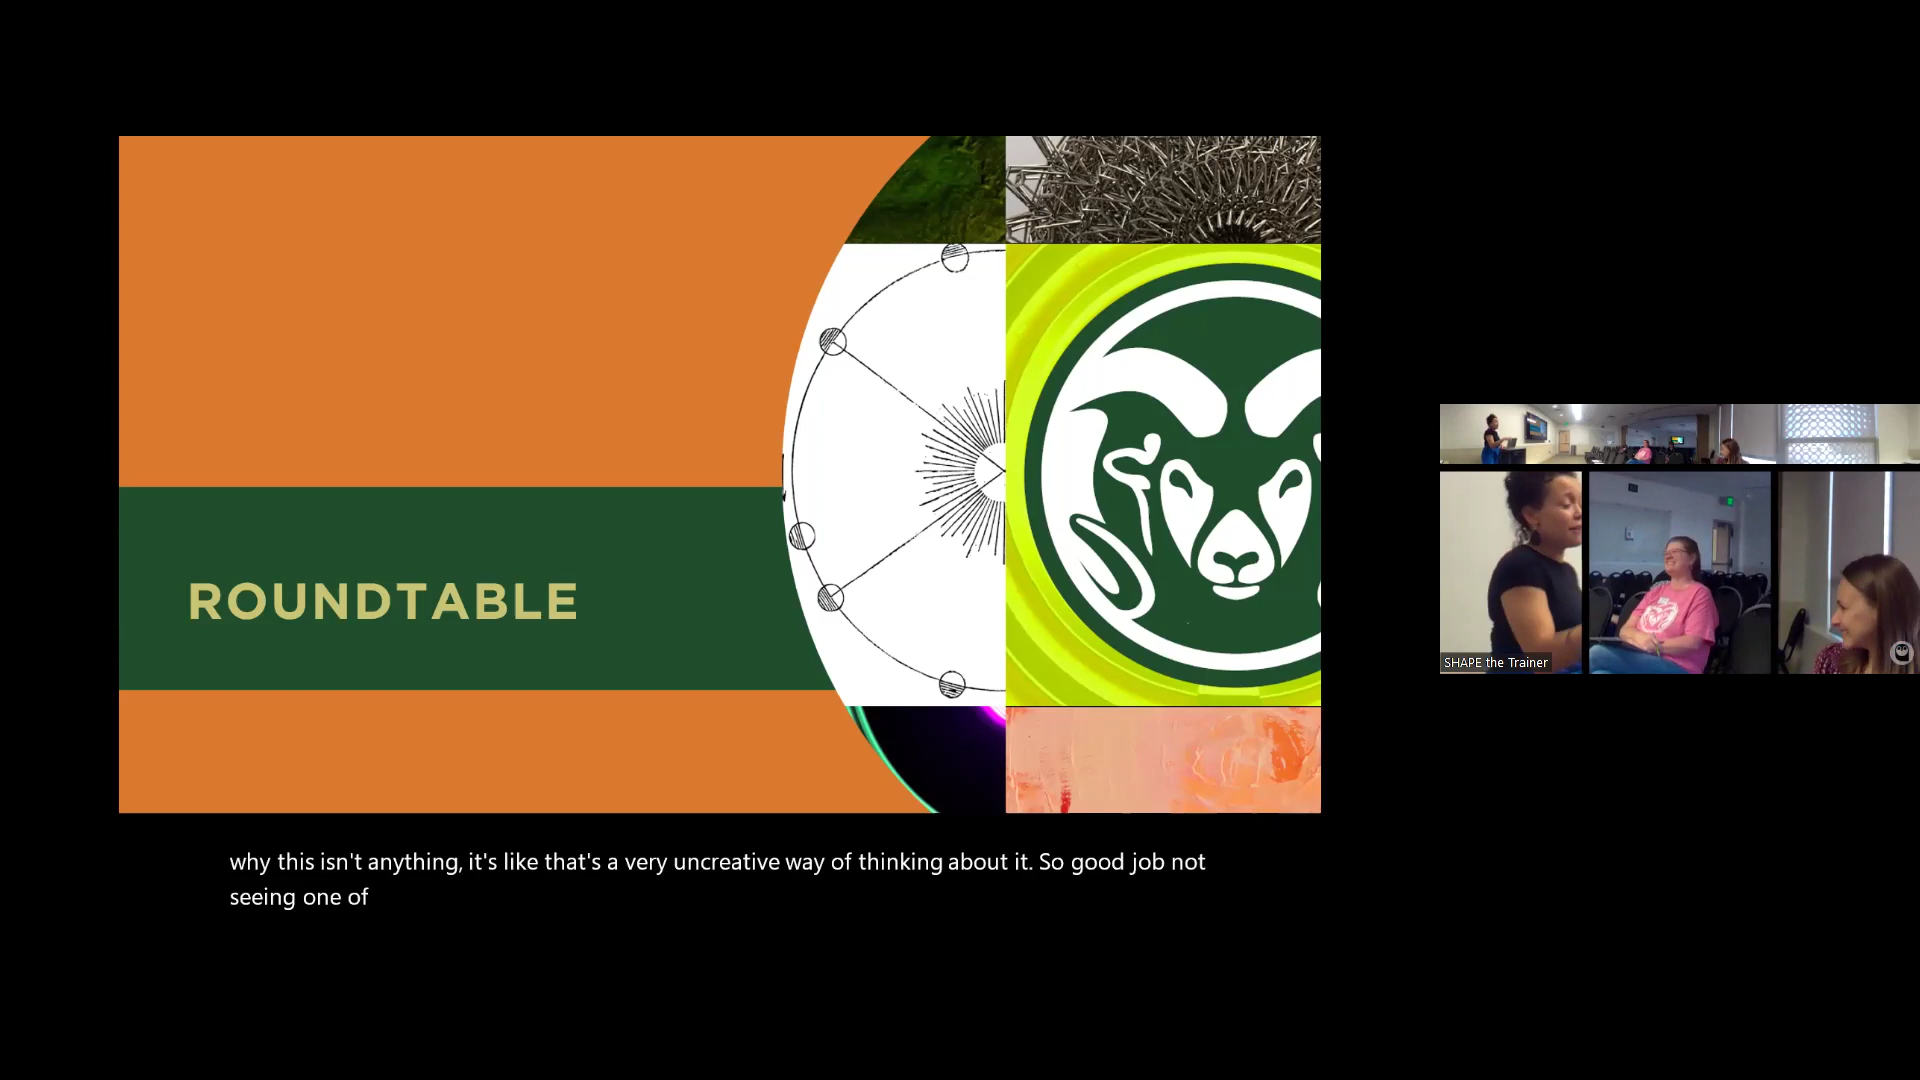 ROUNDTABLE
SHAPE the Trainer
why this isn't anything, it's like that's a very uncreative way of thinking about it. So good job not
seeing one of